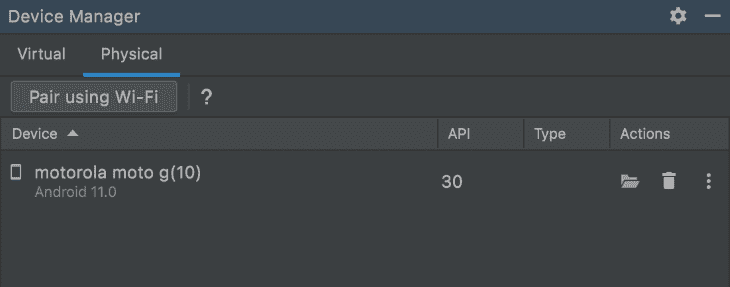 Device Manager
Virtual Physical
Pair using Wi-Fi ?
Device API Type Actions
motorola moto g(10) 30
Android 11.0